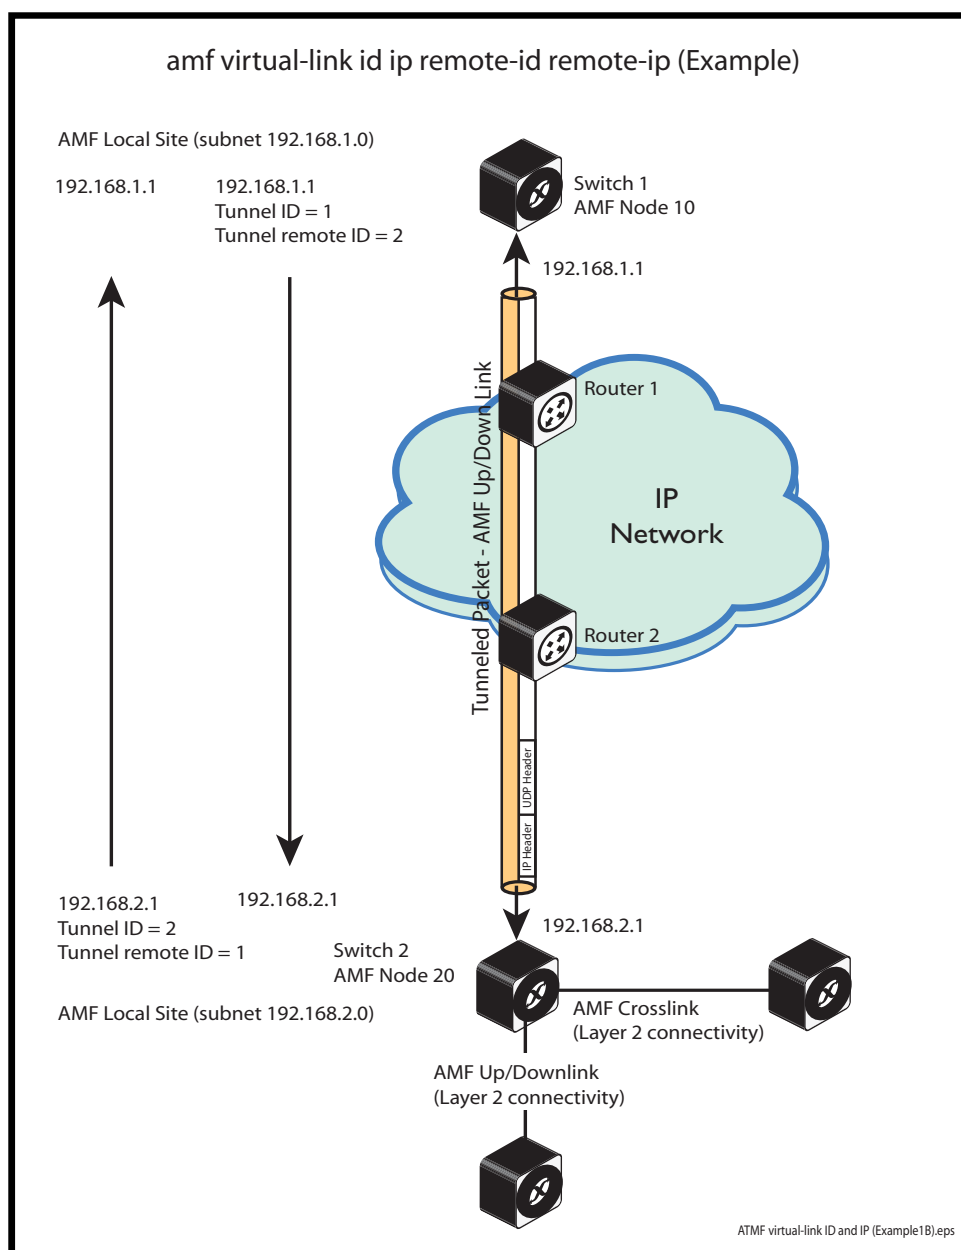 amf virtual-link id ip remote-id remote-ip (Example)
AMF Local Site (subnet 192.168.1.0)
192.168.1.1
192.168.1.1
Tunnel ID = 1
Tunnel remote ID = 2
Switch 1
AMF Node 10
192.168.1.1
Router 1
Tunneled Packet - AMF Up/Down Link
IP
Network
Router 2
UDP Header
IP Header
192.168.2.1
Tunnel ID = 2
Tunnel remote ID = 1
192.168.2.1
192.168.2.1
Switch 2
AMF Node 20
AMF Local Site (subnet 192.168.2.0)
AMF Crosslink
(Layer 2 connectivity)
AMF Up/Downlink
(Layer 2 connectivity)
ATMF virtual-link ID and IP (Example1B).eps